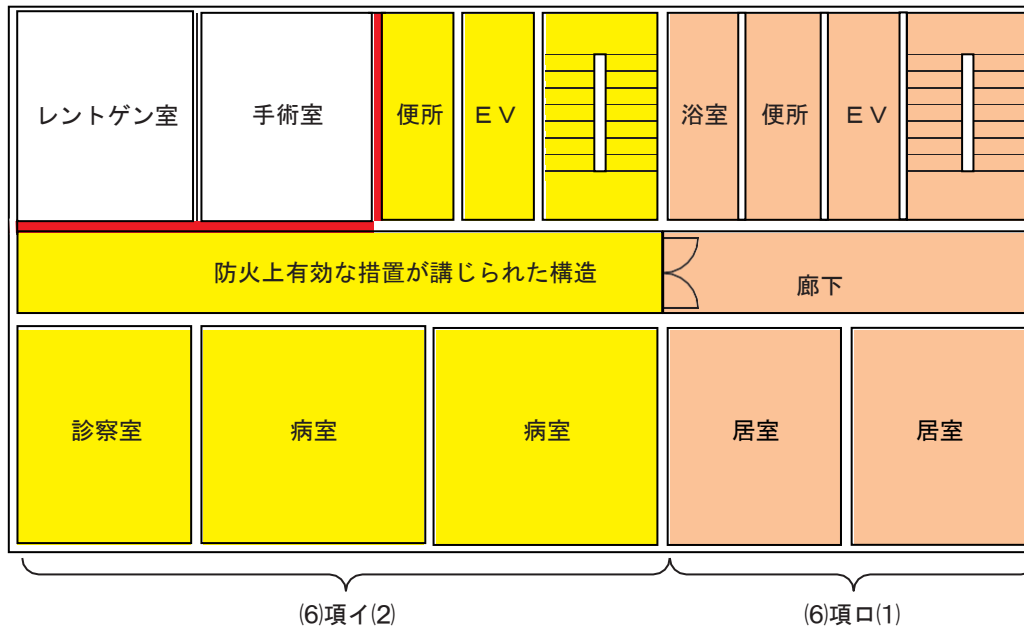 レントゲン室
手術室
便所
ＥＶ
浴室
便所
ＥＶ
防火上有効な措置が講じられた構造
廊下
診察室
病室
病室
居室
居室
⑹項イ⑵
⑹項ロ⑴